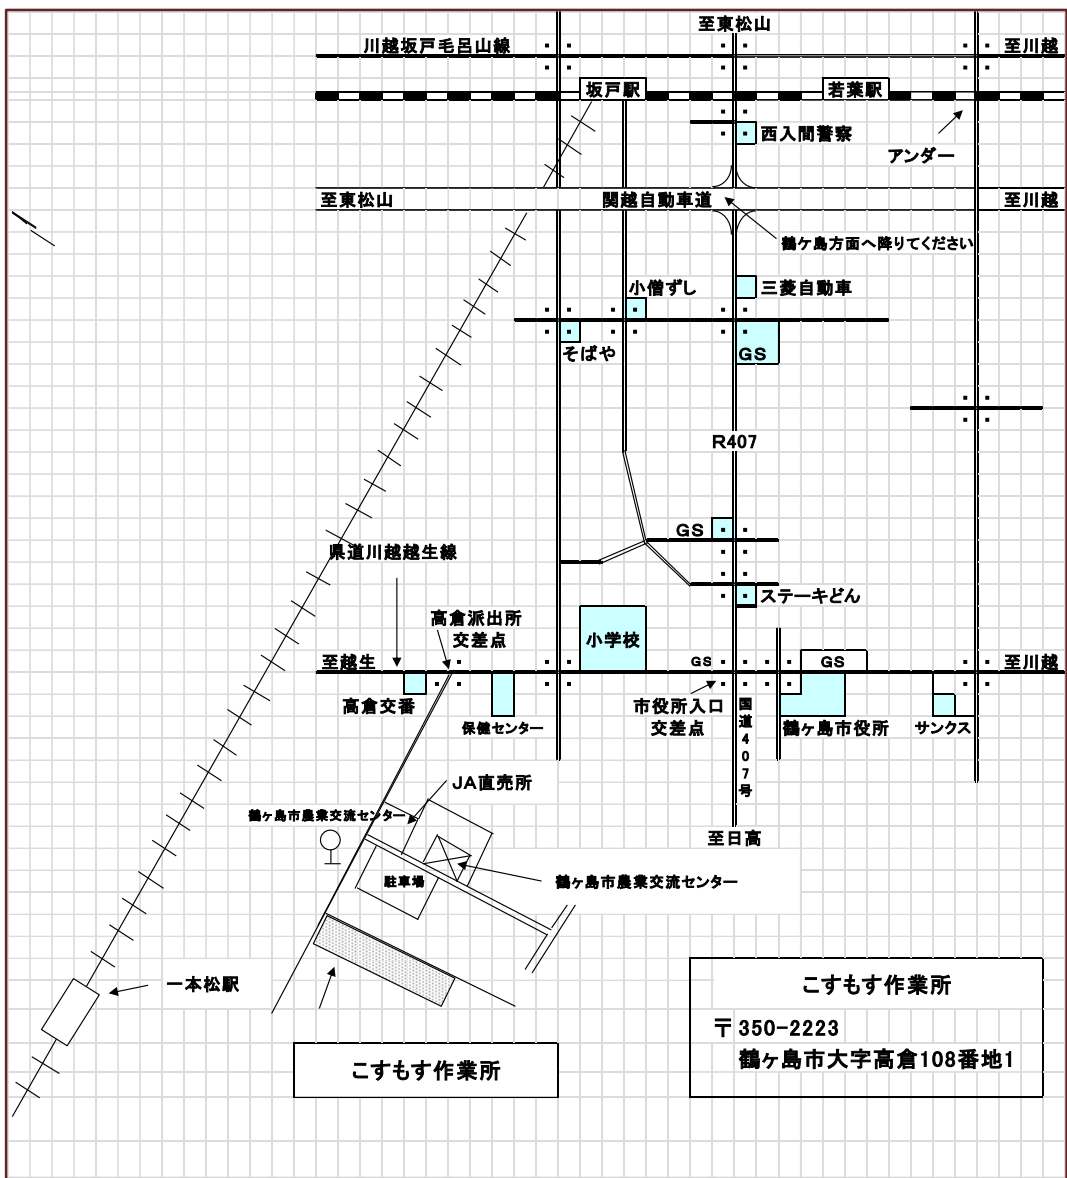 至東松山
川越坂戸毛呂山線
至川越
坂戸駅
若葉駅
西入間警察
アンダー
至東松山
関越自動車道
至川越
鶴ケ島方面へ降りてください
小僧ずし
三菱自動車
そばや
GS
R407
GS
県道川越越生線
ステーキどん
高倉派出所
交差点
小学校
至越生
GS
GS
至川越
高倉交番
保健センター
市役所入口
交差点
国道407号
鶴ヶ島市役所
サンクス
JA直売所
鶴ヶ島市農業交流センター
至日高
駐車場
鶴ヶ島市農業交流センター
一本松駅
こすもす作業所
〒350-2223
鶴ヶ島市大字高倉108番地1
こすもす作業所